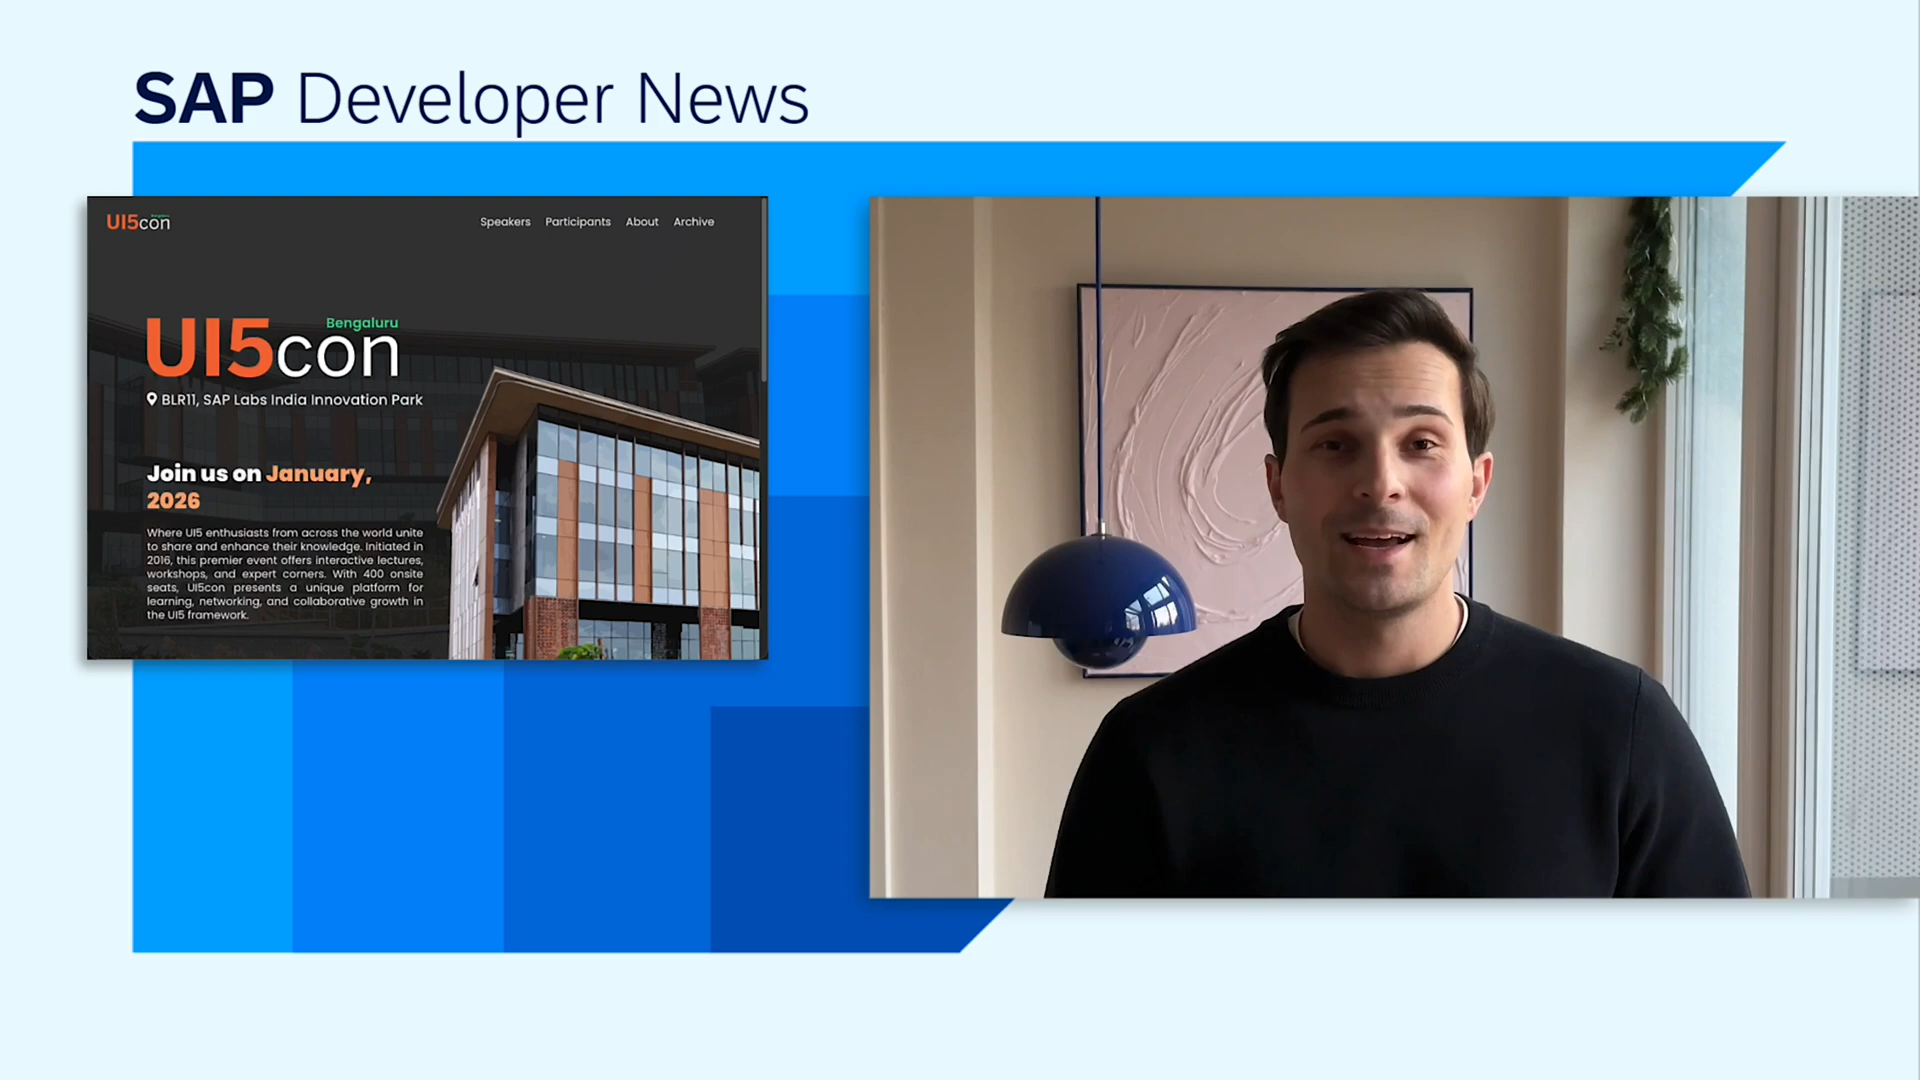 SAP Developer News
UI5con
Speakers Participants About Archive
Bengaluru
UI5con
BLR11, SAP Labs India Innovation Park
Join us on January,
2026
Where UI5 enthusiasts from across the world unite
to share and enhance their knowledge. Initiated in
2016, this premier event offers interactive lectures,
workshops, and expert corners. With 400 onsite
seats, UI5con presents a unique platform for
learning, networking, and collaborative growth in
the UI5 framework.